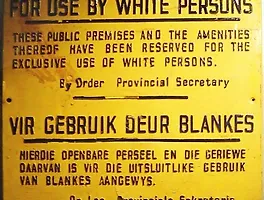 FOR USE BY WHITE PERSONS
THESE PUBLIC PREMISES AND THE AMENITIES
THEREOF HAVE BEEN RESERVED FOR THE
EXCLUSIVE USE OF WHITE PERSONS.
By Order Provincial Secretary
VIR GEBRUIK DEUR BLANKES
HIERDIE OPENBARE PERSEEL EN DIE GERIEWE
DAARVAN IS VIR DIE UITSLUITLIKE GEBRUIK
VAN BLANKES AANGEWYS.
Op Las Provinsiale Sekretaris